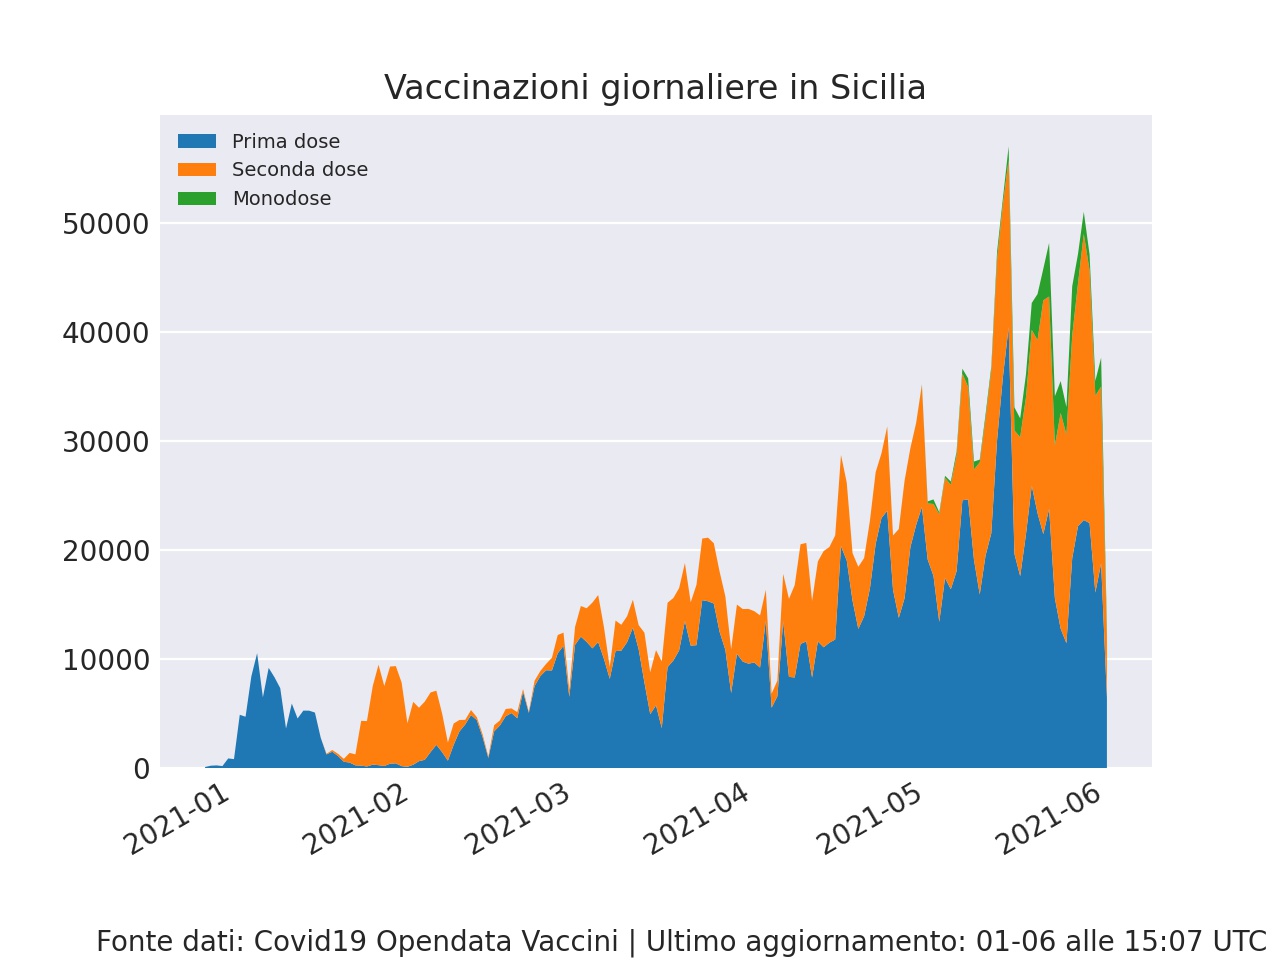 Vaccinazioni giornaliere in Sicilia
Prima dose
Seconda dose
Monodose
50000
40000
30000
20000
10000
0
2021-01
2021-02
2021-03
2021-04
2021-05
2021-06
Fonte dati: Covid19 Opendata Vaccini | Ultimo aggiornamento: 01-06 alle 15:07 UTC